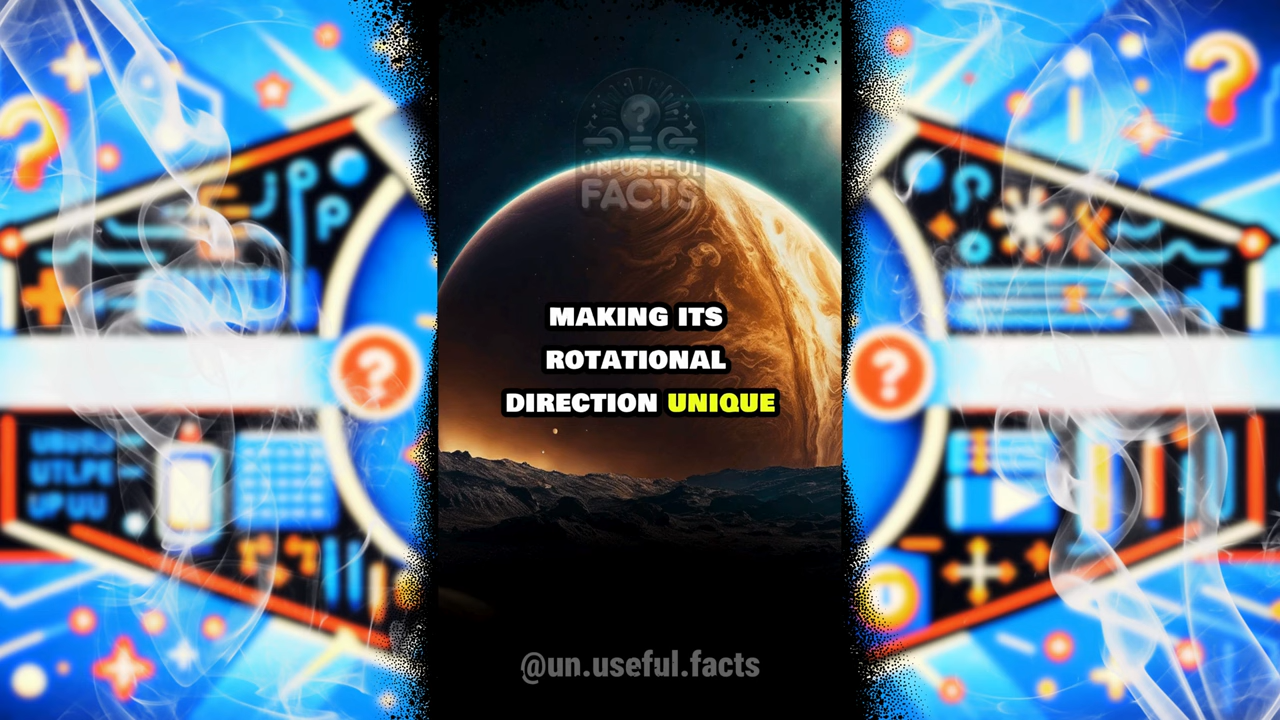 UNUSEFUL
FACTS
MAKING ITS
ROTATIONAL
DIRECTION UNIQUE
@un.useful.facts